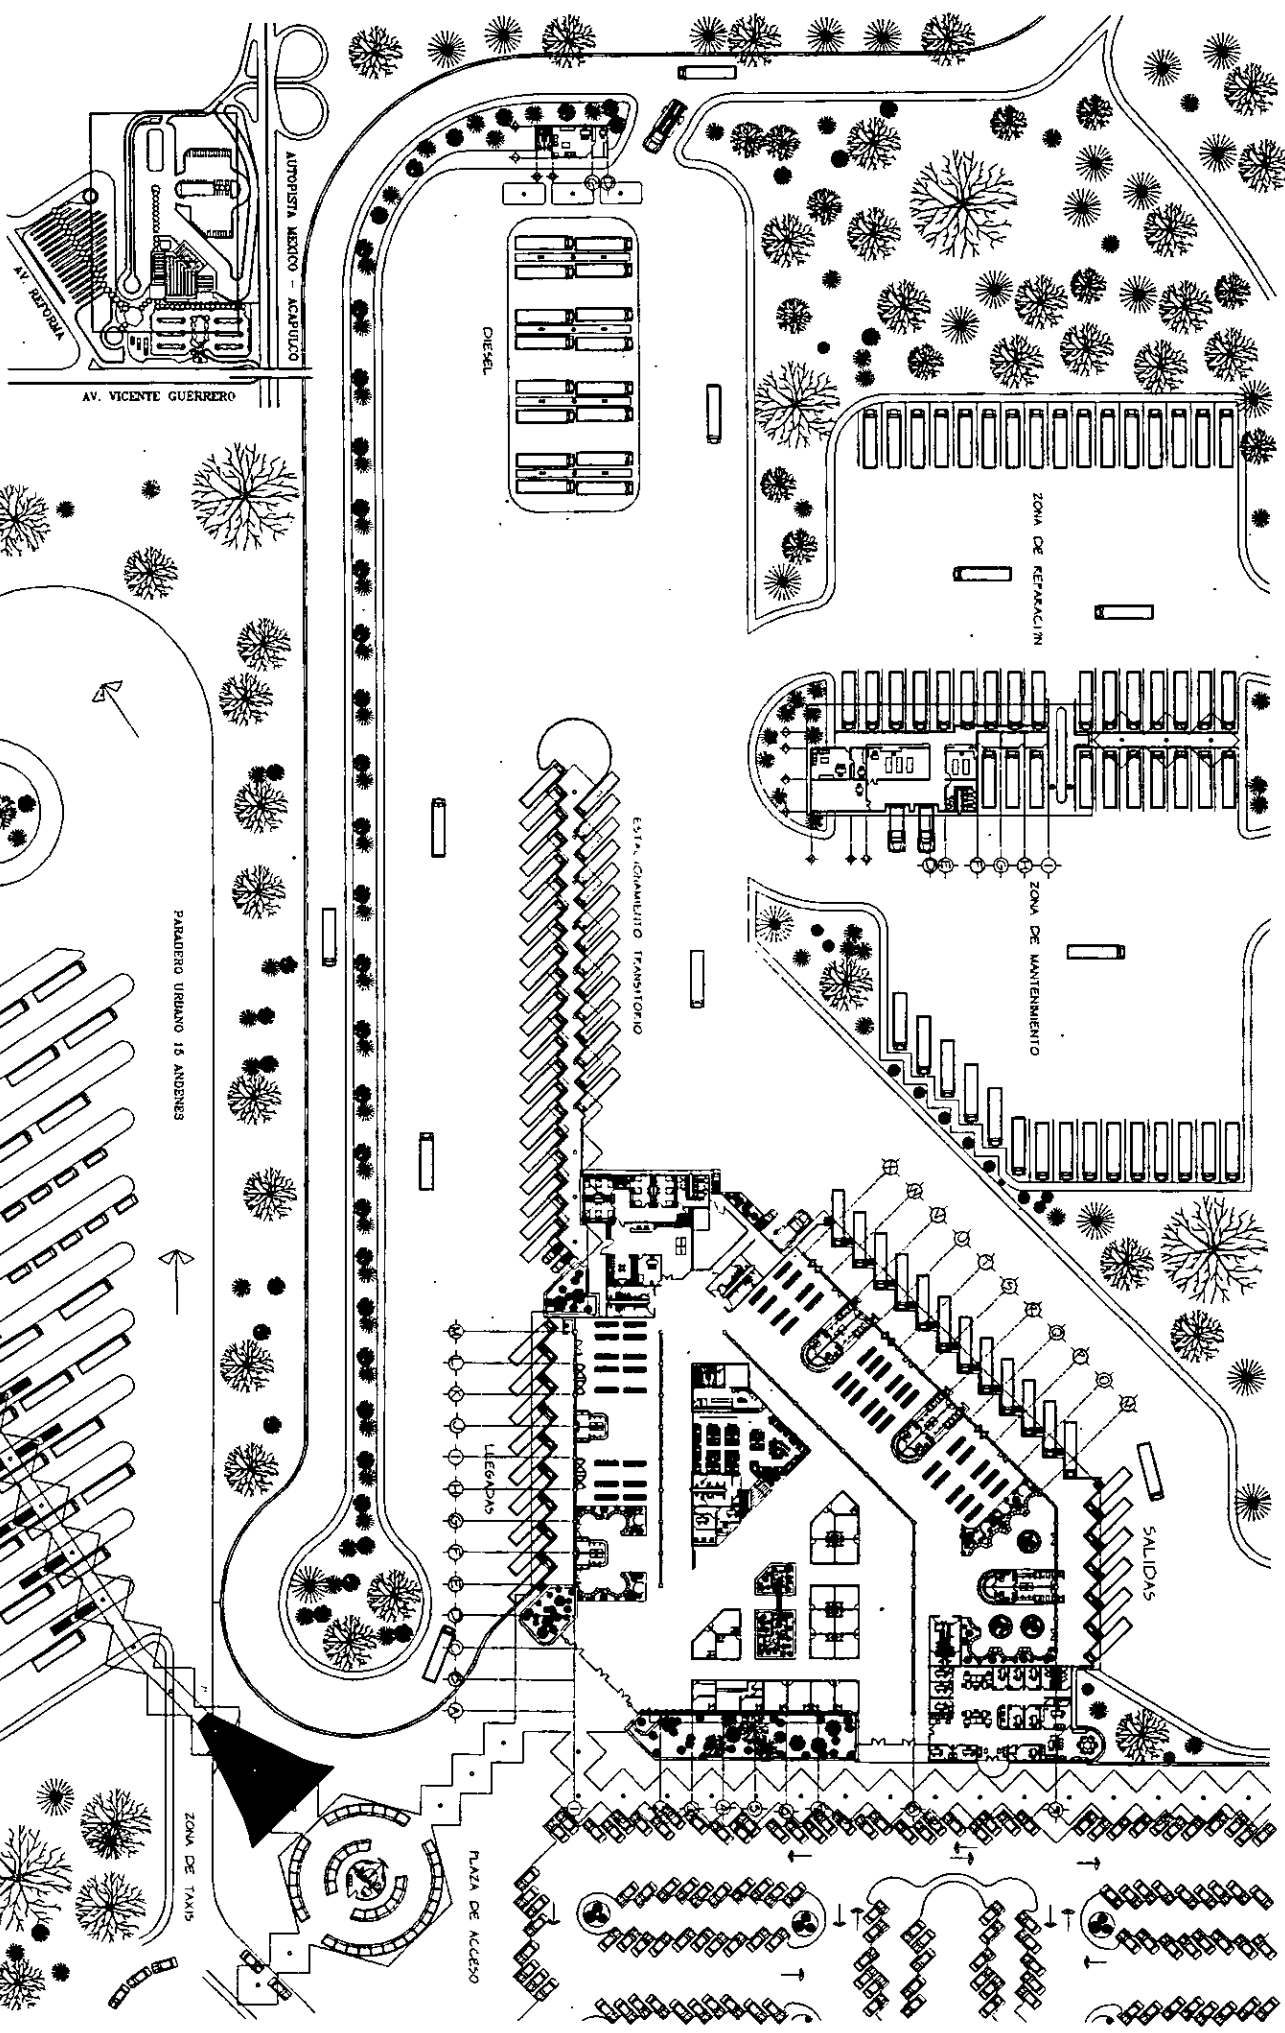 AUTOPISTA MEXICO - ACAPULCO
AV. REFORMA
AV. VICENTE GUERRERO
DIESEL
ZONA DE REPARACION
ZONA DE MANTENIMIENTO
ESTACIONAMIENTO TRANSITORIO
PARADERO URBANO 15 ANDENES
LLEGADAS
SALIDAS
ZONA DE TAXIS
PLAZA DE ACCESO
M
L
K
J
I
H
G
F
E
D
C
B
A
D
E
F
G
H
I